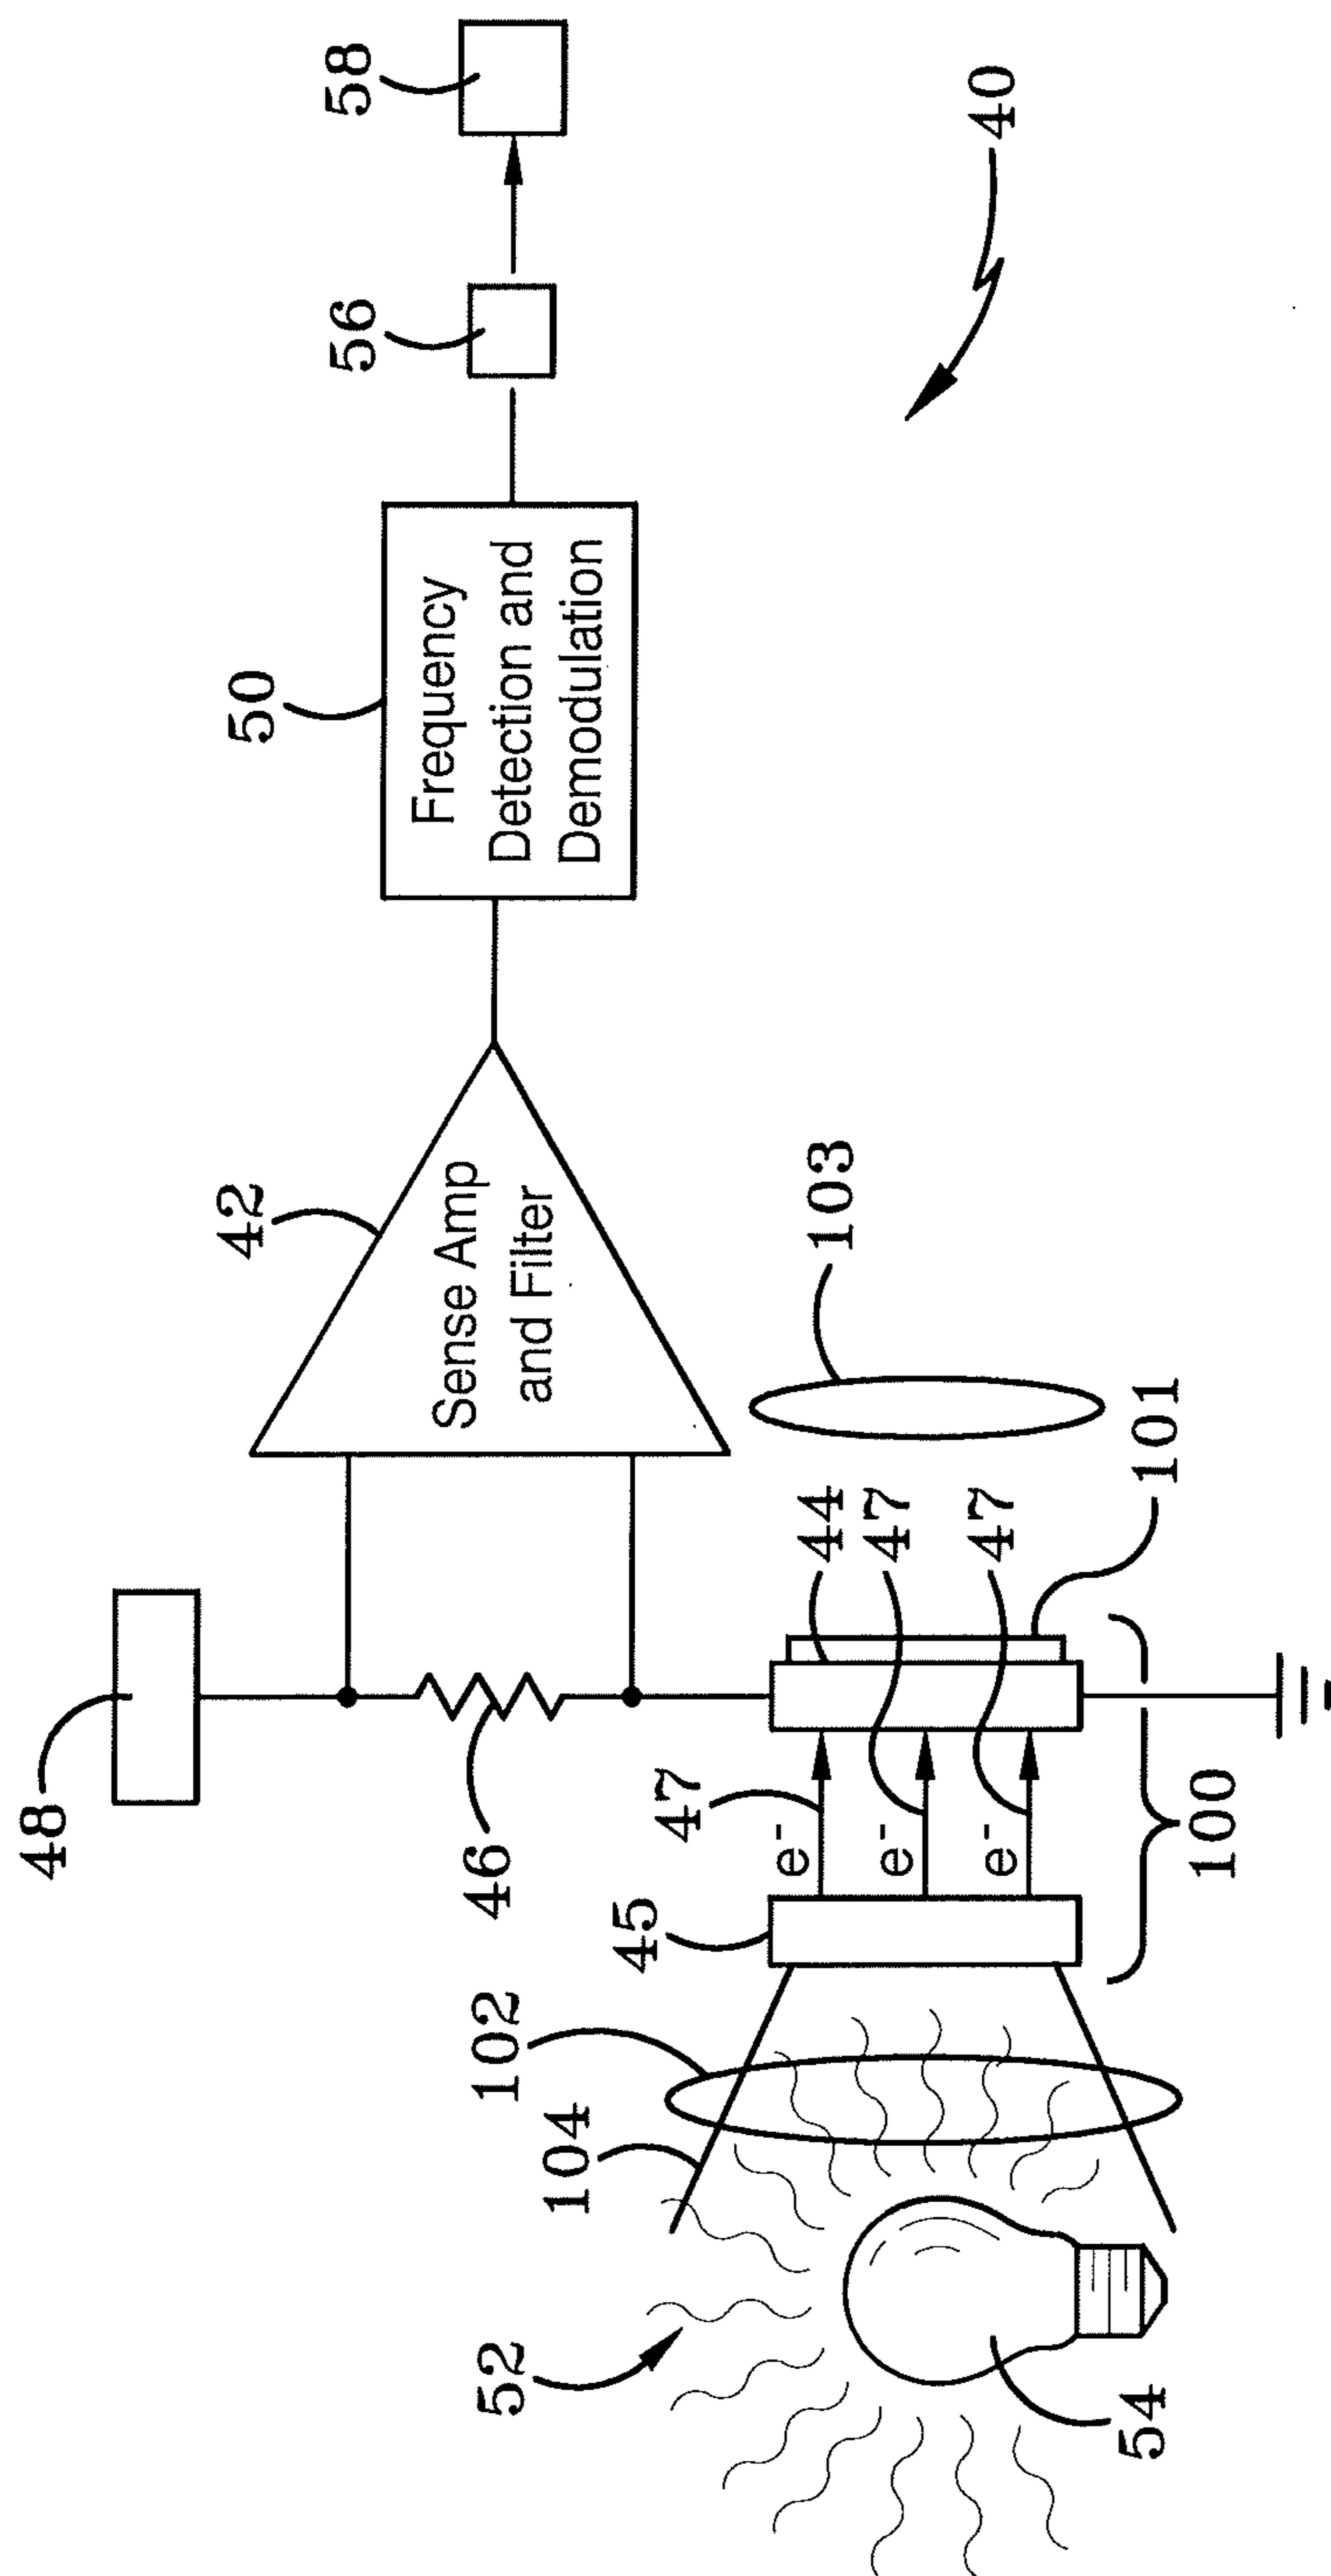 48
42
50
56
58
Sense Amp
and Filter
Frequency
Detection and
Demodulation
46
47
44
47
47
103
40
45
e-
e-
e-
101
100
102
104
52
54